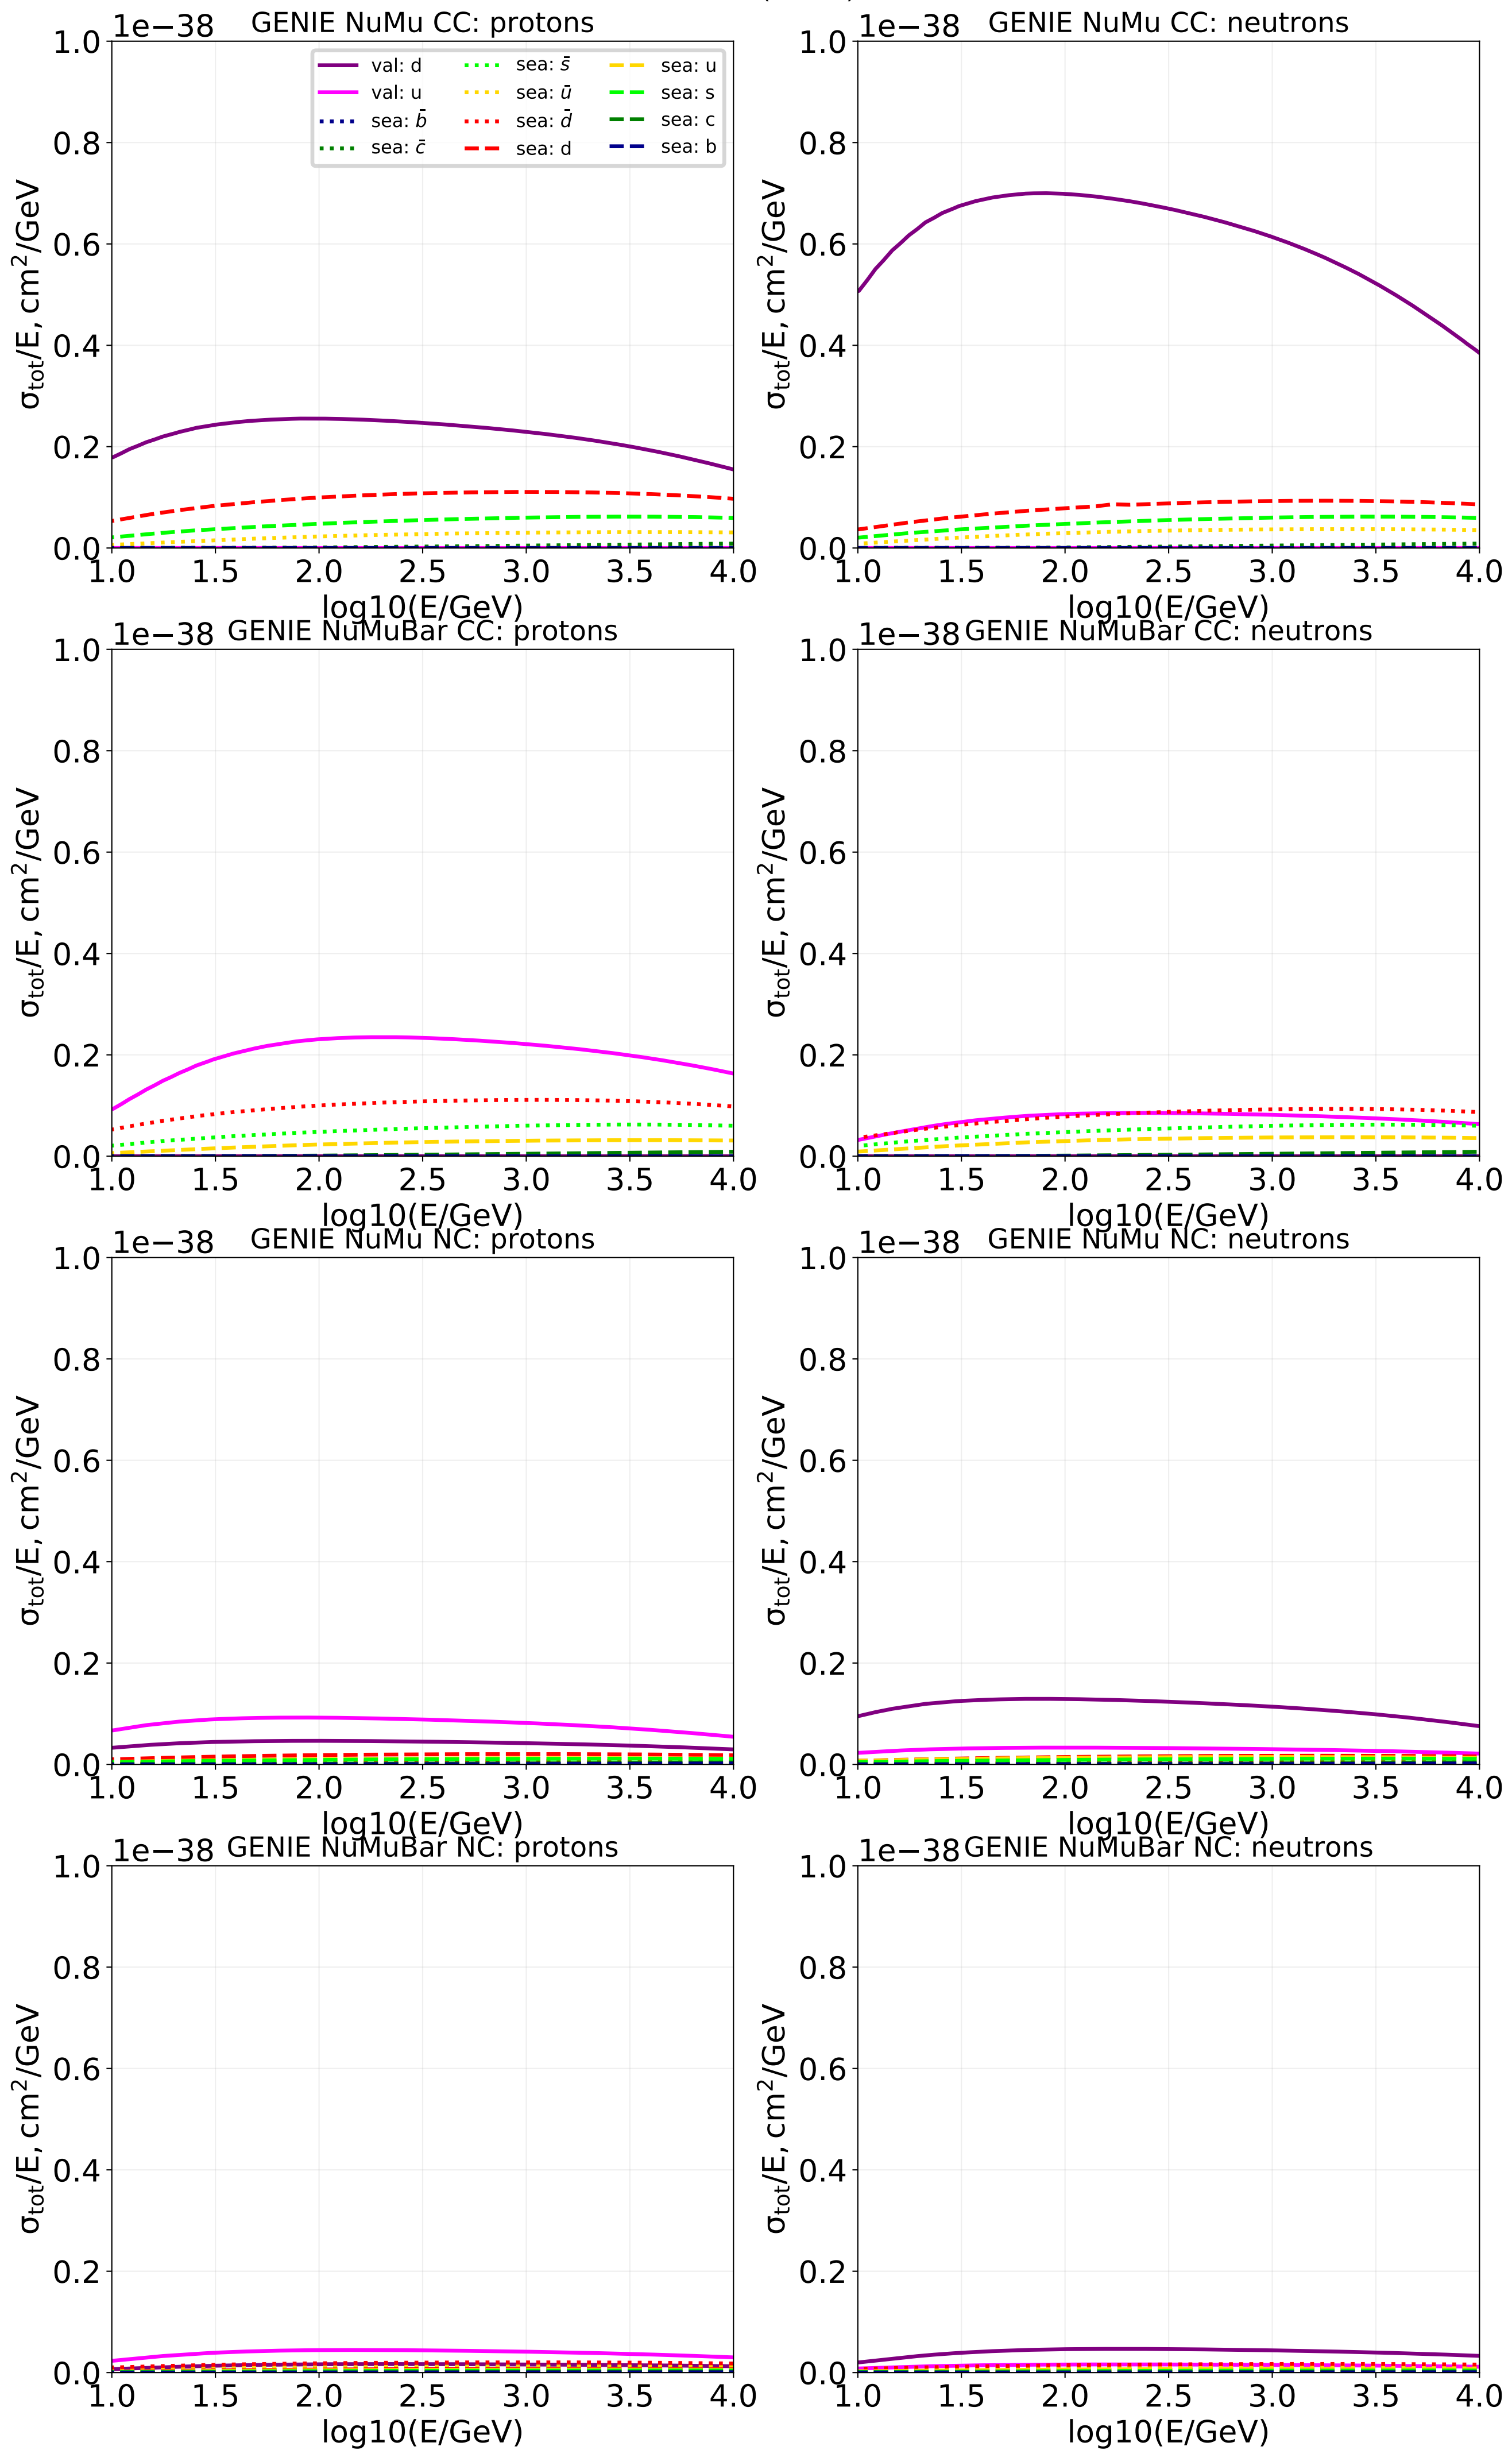 1e−38 GENIE NuMu CC: protons
1.0
0.8
0.6
0.4
0.2
0.0
σtot/E, cm²/GeV
val: d
val: u
sea: b̄
sea: c̄
sea: s̄
sea: ū
sea: d̄
sea: d
sea: u
sea: s
sea: c
sea: b
1.0 1.5 2.0 2.5 3.0 3.5 4.0
log10(E/GeV)
1e−38 GENIE NuMu CC: neutrons
1.0
0.8
0.6
0.4
0.2
0.0
σtot/E, cm²/GeV
1.0 1.5 2.0 2.5 3.0 3.5 4.0
log10(E/GeV)
1e−38 GENIE NuMuBar CC: protons
1.0
0.8
0.6
0.4
0.2
0.0
σtot/E, cm²/GeV
1.0 1.5 2.0 2.5 3.0 3.5 4.0
log10(E/GeV)
1e−38 GENIE NuMuBar CC: neutrons
1.0
0.8
0.6
0.4
0.2
0.0
σtot/E, cm²/GeV
1.0 1.5 2.0 2.5 3.0 3.5 4.0
log10(E/GeV)
1e−38 GENIE NuMu NC: protons
1.0
0.8
0.6
0.4
0.2
0.0
σtot/E, cm²/GeV
1.0 1.5 2.0 2.5 3.0 3.5 4.0
log10(E/GeV)
1e−38 GENIE NuMu NC: neutrons
1.0
0.8
0.6
0.4
0.2
0.0
σtot/E, cm²/GeV
1.0 1.5 2.0 2.5 3.0 3.5 4.0
log10(E/GeV)
1e−38 GENIE NuMuBar NC: protons
1.0
0.8
0.6
0.4
0.2
0.0
σtot/E, cm²/GeV
1.0 1.5 2.0 2.5 3.0 3.5 4.0
log10(E/GeV)
1e−38 GENIE NuMuBar NC: neutrons
1.0
0.8
0.6
0.4
0.2
0.0
σtot/E, cm²/GeV
1.0 1.5 2.0 2.5 3.0 3.5 4.0
log10(E/GeV)